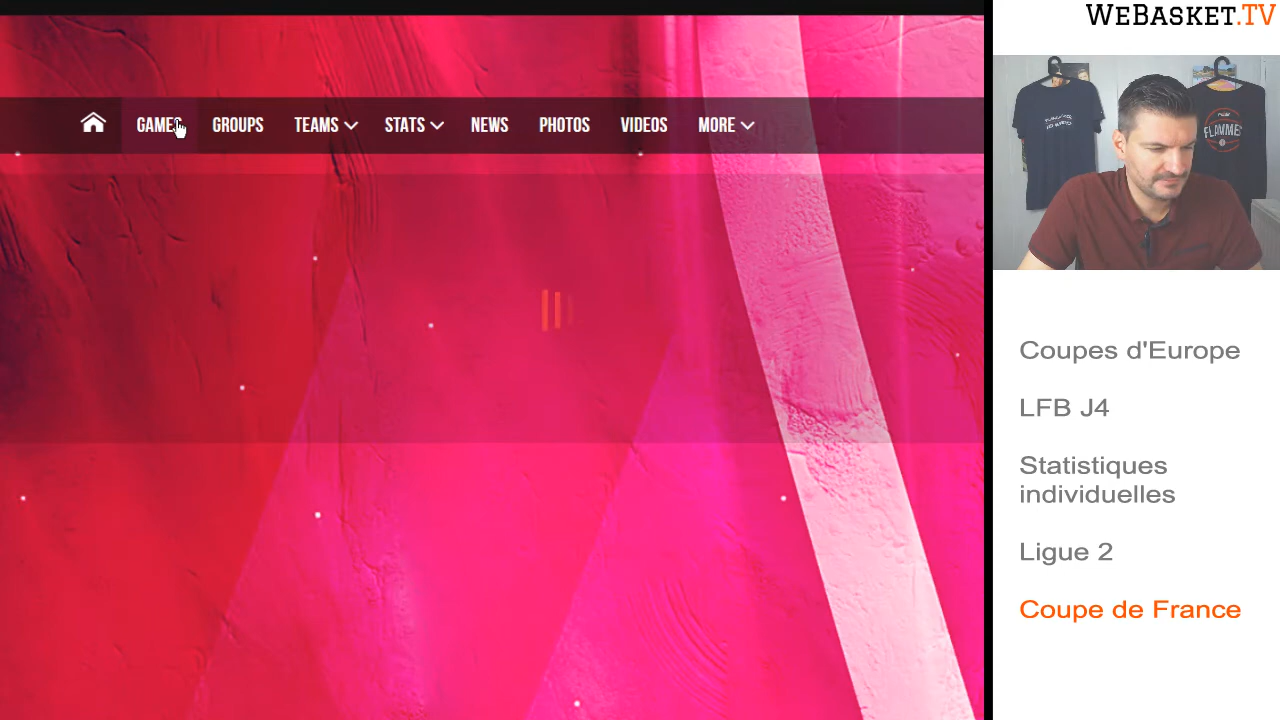 WeBasket.TV
GAMES GROUPS TEAMS STATS NEWS PHOTOS VIDEOS MORE
FLAMMES
Coupes d'Europe
LFB J4
Statistiques
individuelles
Ligue 2
Coupe de France